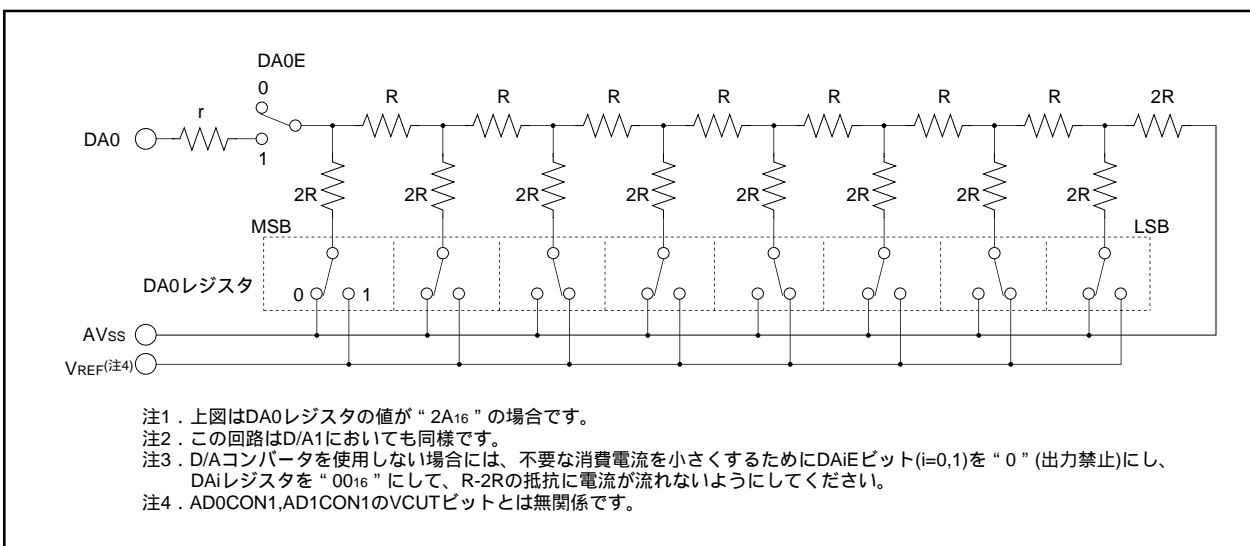 DA0E
0
r
R R R R R R R 2R
DA0
1
2R 2R 2R 2R 2R 2R 2R 2R
MSB LSB
DA0レジスタ
0 1
AVSS
VREF(注4)
注1．上図はDA0レジスタの値が“2A16”の場合です。
注2．この回路はD/A1においても同様です。
注3．D/Aコンバータを使用しない場合には、不要な消費電流を小さくするためにDAiEビット(i=0,1)を“0”(出力禁止)にし、
DAiレジスタを“0016”にして、R-2Rの抵抗に電流が流れないようにしてください。
注4．AD0CON1,AD1CON1のVCUTビットとは無関係です。